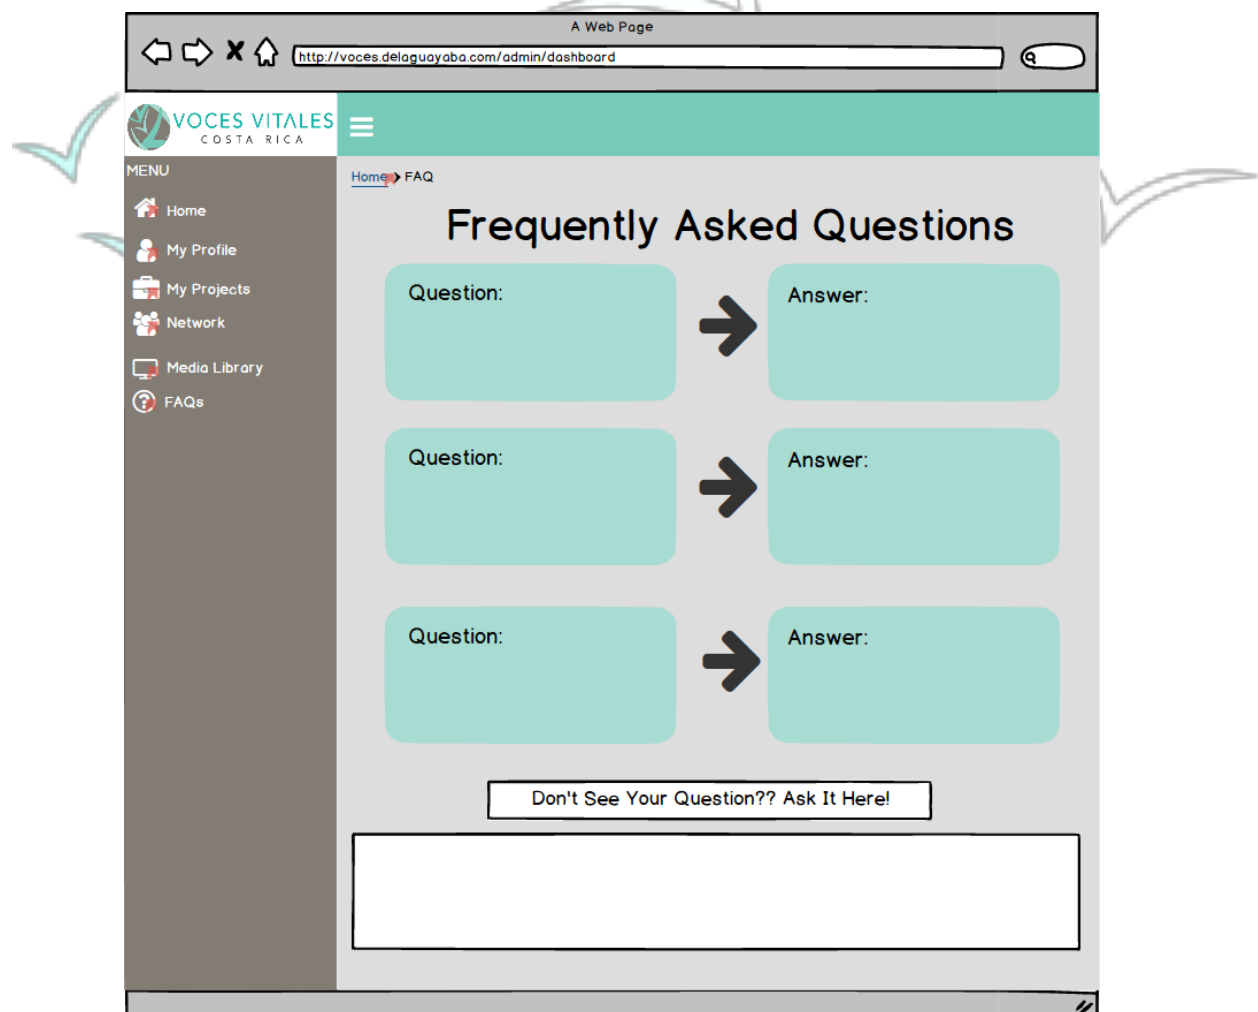 A Web Page
http://voces.delaguayaba.com/admin/dashboard
VOCES VITALES
COSTA RICA
MENU
Home
My Profile
My Projects
Network
Media Library
FAQs
Home FAQ
Frequently Asked Questions
Question:
Answer:
Question:
Answer:
Question:
Answer:
Don't See Your Question?? Ask It Here!